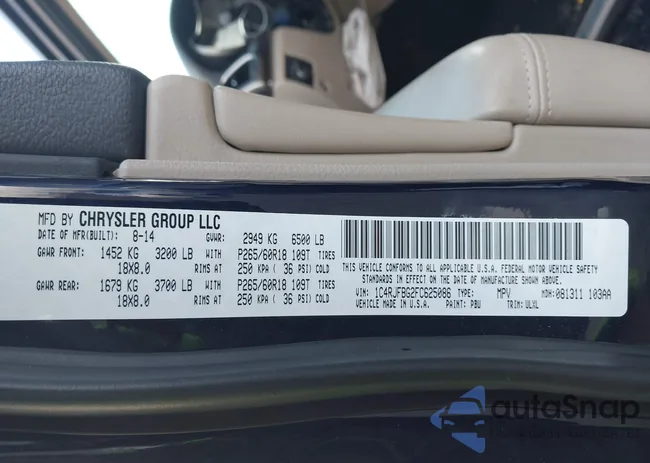 MFD BY CHRYSLER GROUP LLC
DATE OF MFR(BUILT): 8-14 GVWR: 2949 KG 6500 LB
GAWR FRONT: 1452 KG 3200 LB WITH P265/60R18 109T TIRES
18X8.0 RIMS AT 250 KPA ( 36 PSI) COLD
GAWR REAR: 1679 KG 3700 LB WITH P265/60R18 109T TIRES
18X8.0 RIMS AT 250 KPA ( 36 PSI) COLD
THIS VEHICLE CONFORMS TO ALL APPLICABLE U.S.A. FEDERAL MOTOR VEHICLE SAFETY
STANDARDS IN EFFECT ON THE DATE OF MANUFACTURE SHOWN ABOVE.
VIN: 1C4RJFBG2FC625086 TYPE: MPV MDH: 081311 103AA
VEHICLE MADE IN U.S.A. PAINT: PBU TRIM: ULXL
autoSnap